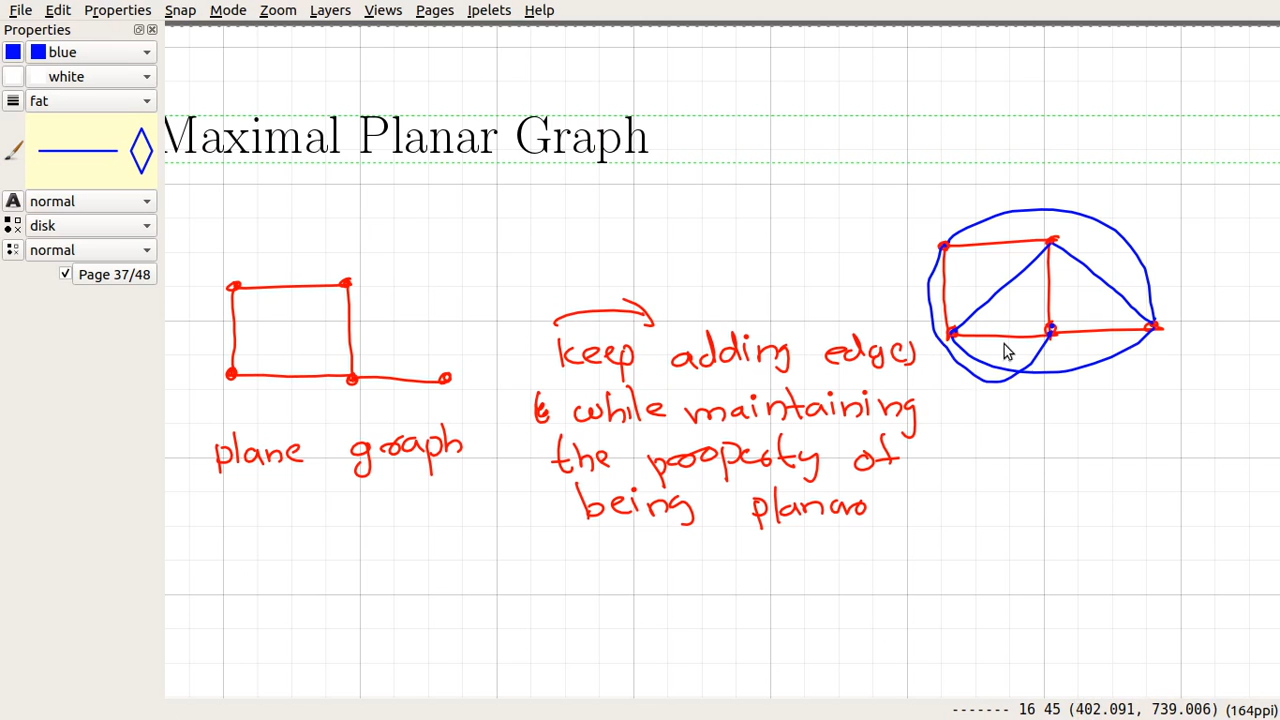 File Edit Properties Snap Mode Zoom Layers Views Pages Ipelets Help
Properties
blue
white
fat
normal
disk
normal
Page 37/48
Maximal Planar Graph
plane graph
keep adding edges
while maintaining
the property of
being planar
------- 16 45 (402.091, 739.006) (164ppi)